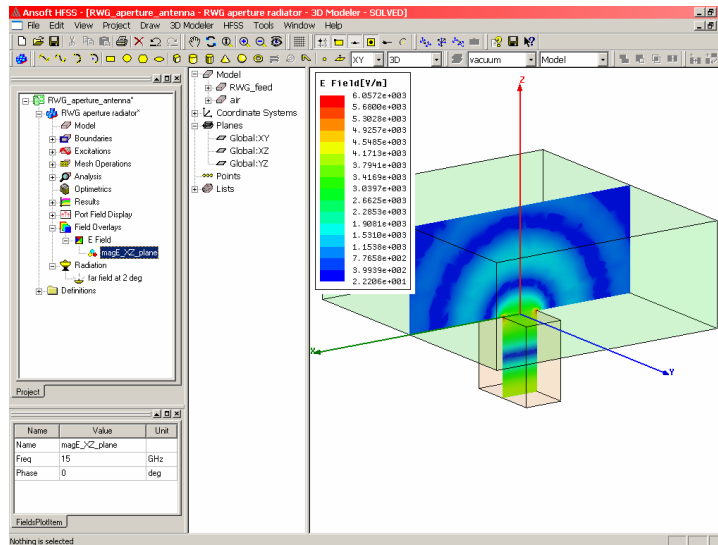 Ansoft HFSS - [RWG_aperture_antenna - RWG aperture radiator - 3D Modeler - SOLVED]
File Edit View Project Draw 3D Modeler HFSS Tools Window Help
XY 3D vacuum Model
RWG_aperture_antenna*
RWG aperture radiator*
Model
Boundaries
Excitations
Mesh Operations
Analysis
Optimetrics
Results
Port Field Display
Field Overlays
E Field
magE_XZ_plane
Radiation
far field at 2 deg
Definitions
Project
Name Value Unit
Name magE_XZ_plane
Freq 15 GHz
Phase 0 deg
FieldsPlotItem
Nothing is selected
Model
RWG_feed
air
Coordinate Systems
Planes
Global:XY
Global:XZ
Global:YZ
Points
Lists
E Field[V/m]
6.0572e+003
5.6800e+003
5.3028e+003
4.9257e+003
4.5485e+003
4.1713e+003
3.7941e+003
3.4169e+003
3.0397e+003
2.6625e+003
2.2853e+003
1.9081e+003
1.5310e+003
1.1538e+003
7.7658e+002
3.9939e+002
2.2206e+001
Z
X
Y